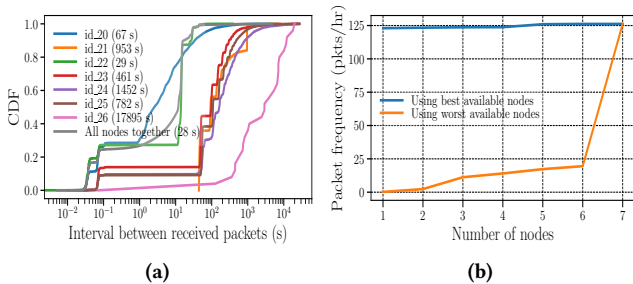 CDF
1.0
0.8
0.6
0.4
0.2
0.0
id_20 (67 s)
id_21 (953 s)
id_22 (29 s)
id_23 (461 s)
id_24 (1452 s)
id_25 (782 s)
id_26 (17895 s)
All nodes together (28 s)
10⁻² 10⁻¹ 10⁰ 10¹ 10² 10³ 10⁴
Interval between received packets (s)
(a)
Packet frequency (pkts/hr)
125
100
75
50
25
0
Using best available nodes
Using worst available nodes
1 2 3 4 5 6 7
Number of nodes
(b)